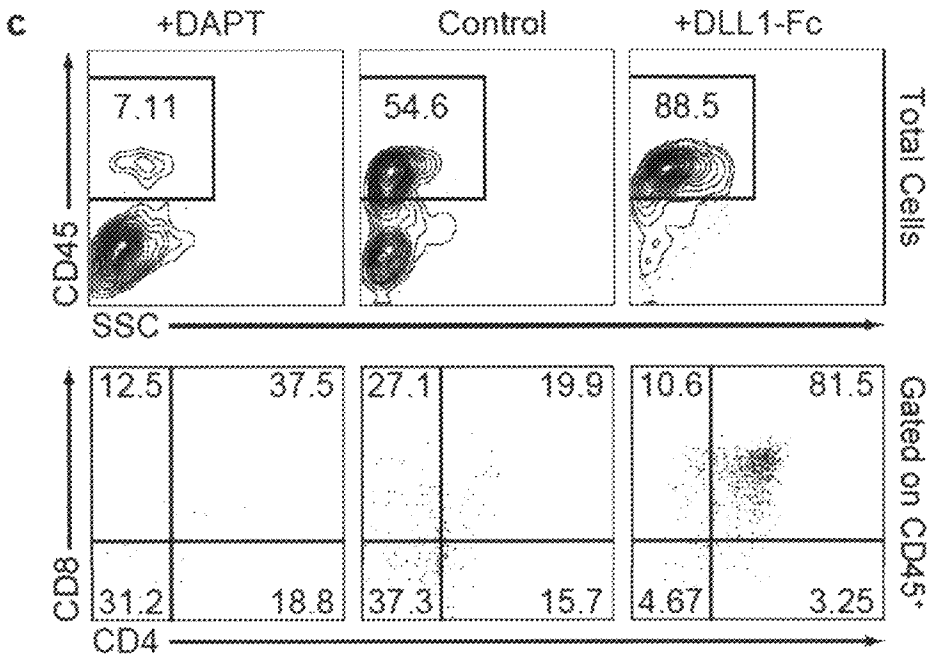 c
+DAPT Control +DLL1-Fc
7.11 54.6 88.5
CD45
Total Cells
SSC
12.5 37.5 27.1 19.9 10.6 81.5
CD8
Gated on CD45⁺
31.2 18.8 37.3 15.7 4.67 3.25
CD4